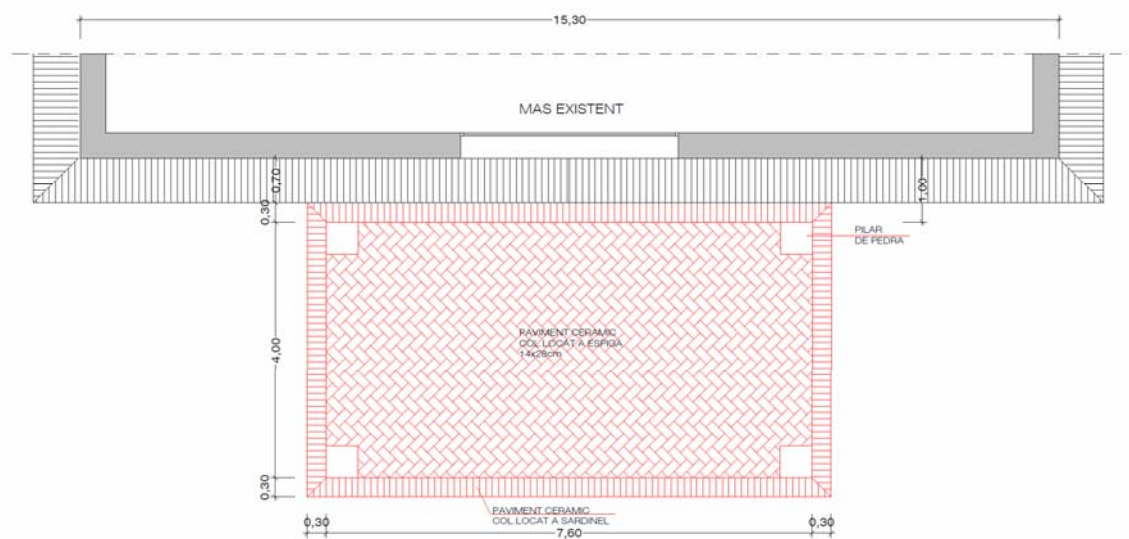 15,30
MAS EXISTENT
0,70
1,00
0,30
PILAR
DE PEDRA
PAVIMENT CERAMIC
COL.LOCAT A ESPIGA
14x28cm
4,00
0,30
PAVIMENT CERAMIC
COL.LOCAT A SARDINEL
0,30
7,60
0,30